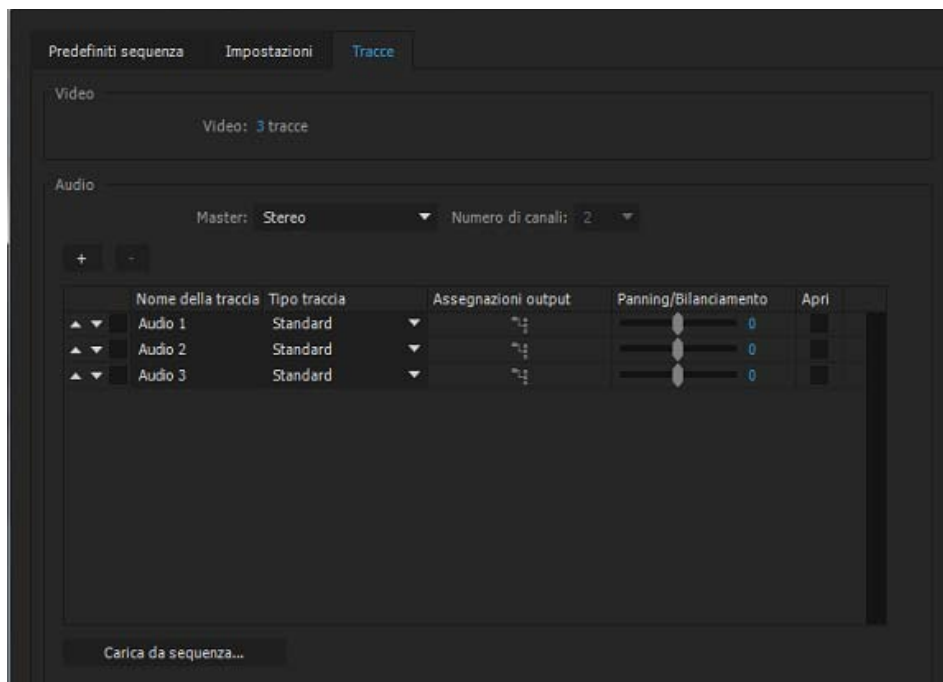 Predefiniti sequenza Impostazioni Tracce
Video
Video: 3 tracce
Audio
Master: Stereo Numero di canali: 2
+ -
Nome della traccia Tipo traccia Assegnazioni output Panning/Bilanciamento Apri
Audio 1 Standard 0
Audio 2 Standard 0
Audio 3 Standard 0
Carica da sequenza...